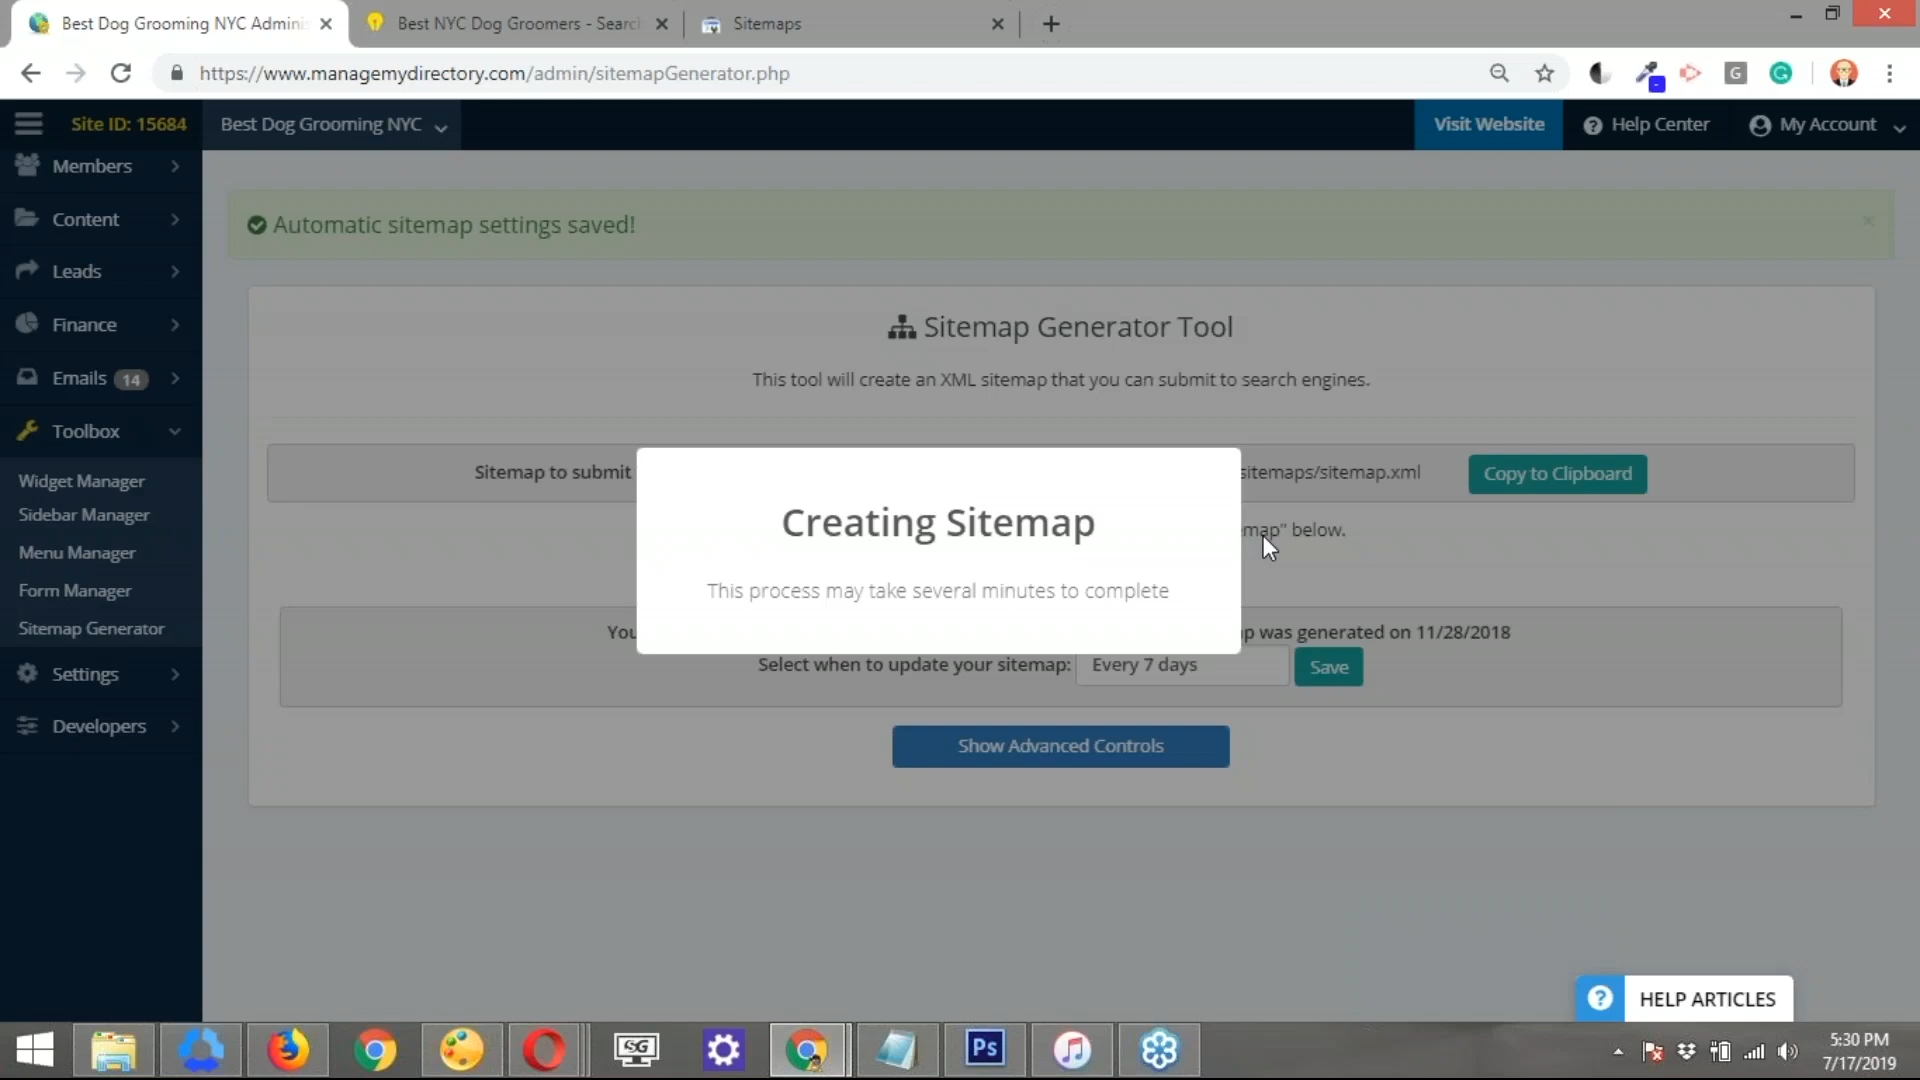 Best Dog Grooming NYC Adminis
Best NYC Dog Groomers - Search
Sitemaps
https://www.managemydirectory.com/admin/sitemapGenerator.php
Site ID: 15684
Best Dog Grooming NYC
Visit Website
Help Center
My Account
Members
Content
Leads
Finance
Emails 14
Toolbox
Widget Manager
Sidebar Manager
Menu Manager
Form Manager
Sitemap Generator
Settings
Developers
Automatic sitemap settings saved!
Sitemap Generator Tool
This tool will create an XML sitemap that you can submit to search engines.
Sitemap to submit
sitemaps/sitemap.xml
Copy to Clipboard
emap" below.
Creating Sitemap
This process may take several minutes to complete
You
p was generated on 11/28/2018
Select when to update your sitemap: Every 7 days Save
Show Advanced Controls
? HELP ARTICLES
SG
Ps
G
G
5:30 PM
7/17/2019